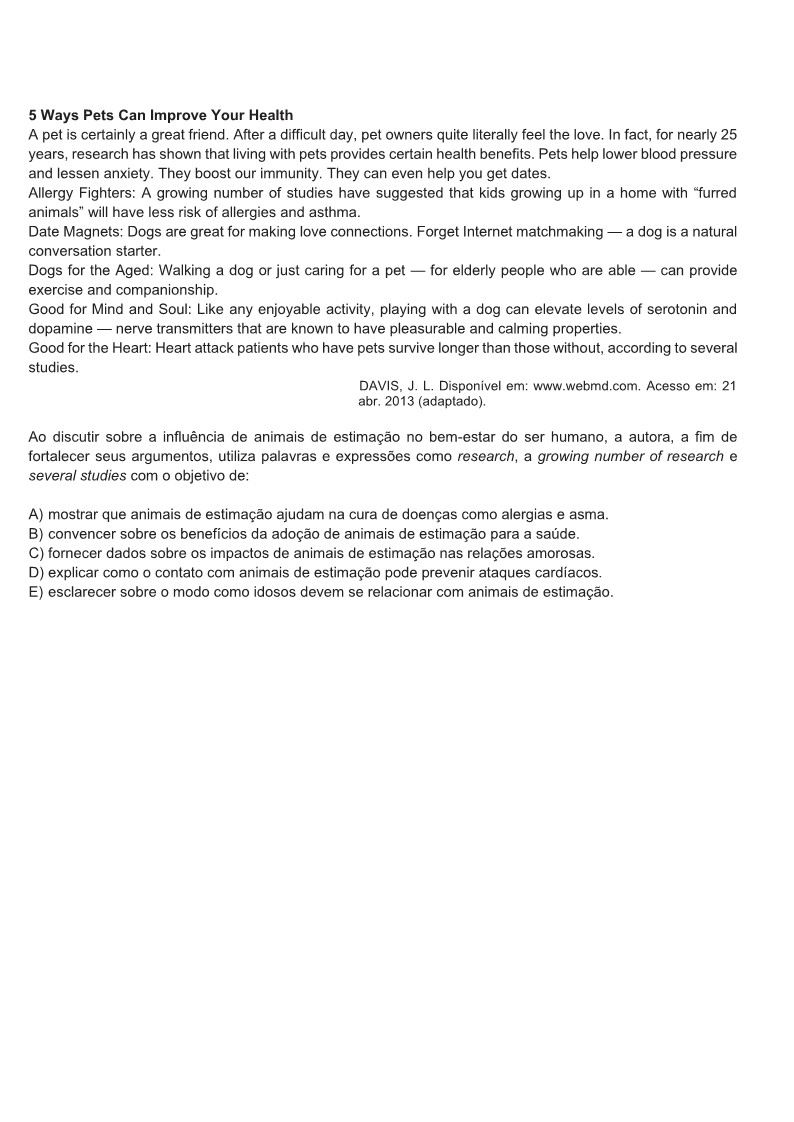 5 Ways Pets Can Improve Your Health
A pet is certainly a great friend. After a difficult day, pet owners quite literally feel the love. In fact, for nearly 25
years, research has shown that living with pets provides certain health benefits. Pets help lower blood pressure
and lessen anxiety. They boost our immunity. They can even help you get dates.
Allergy Fighters: A growing number of studies have suggested that kids growing up in a home with “furred
animals” will have less risk of allergies and asthma.
Date Magnets: Dogs are great for making love connections. Forget Internet matchmaking — a dog is a natural
conversation starter.
Dogs for the Aged: Walking a dog or just caring for a pet — for elderly people who are able — can provide
exercise and companionship.
Good for Mind and Soul: Like any enjoyable activity, playing with a dog can elevate levels of serotonin and
dopamine — nerve transmitters that are known to have pleasurable and calming properties.
Good for the Heart: Heart attack patients who have pets survive longer than those without, according to several
studies.
DAVIS, J. L. Disponível em: www.webmd.com. Acesso em: 21
abr. 2013 (adaptado).
Ao discutir sobre a influência de animais de estimação no bem-estar do ser humano, a autora, a fim de
fortalecer seus argumentos, utiliza palavras e expressões como research, a growing number of research e
several studies com o objetivo de:
A) mostrar que animais de estimação ajudam na cura de doenças como alergias e asma.
B) convencer sobre os benefícios da adoção de animais de estimação para a saúde.
C) fornecer dados sobre os impactos de animais de estimação nas relações amorosas.
D) explicar como o contato com animais de estimação pode prevenir ataques cardíacos.
E) esclarecer sobre o modo como idosos devem se relacionar com animais de estimação.